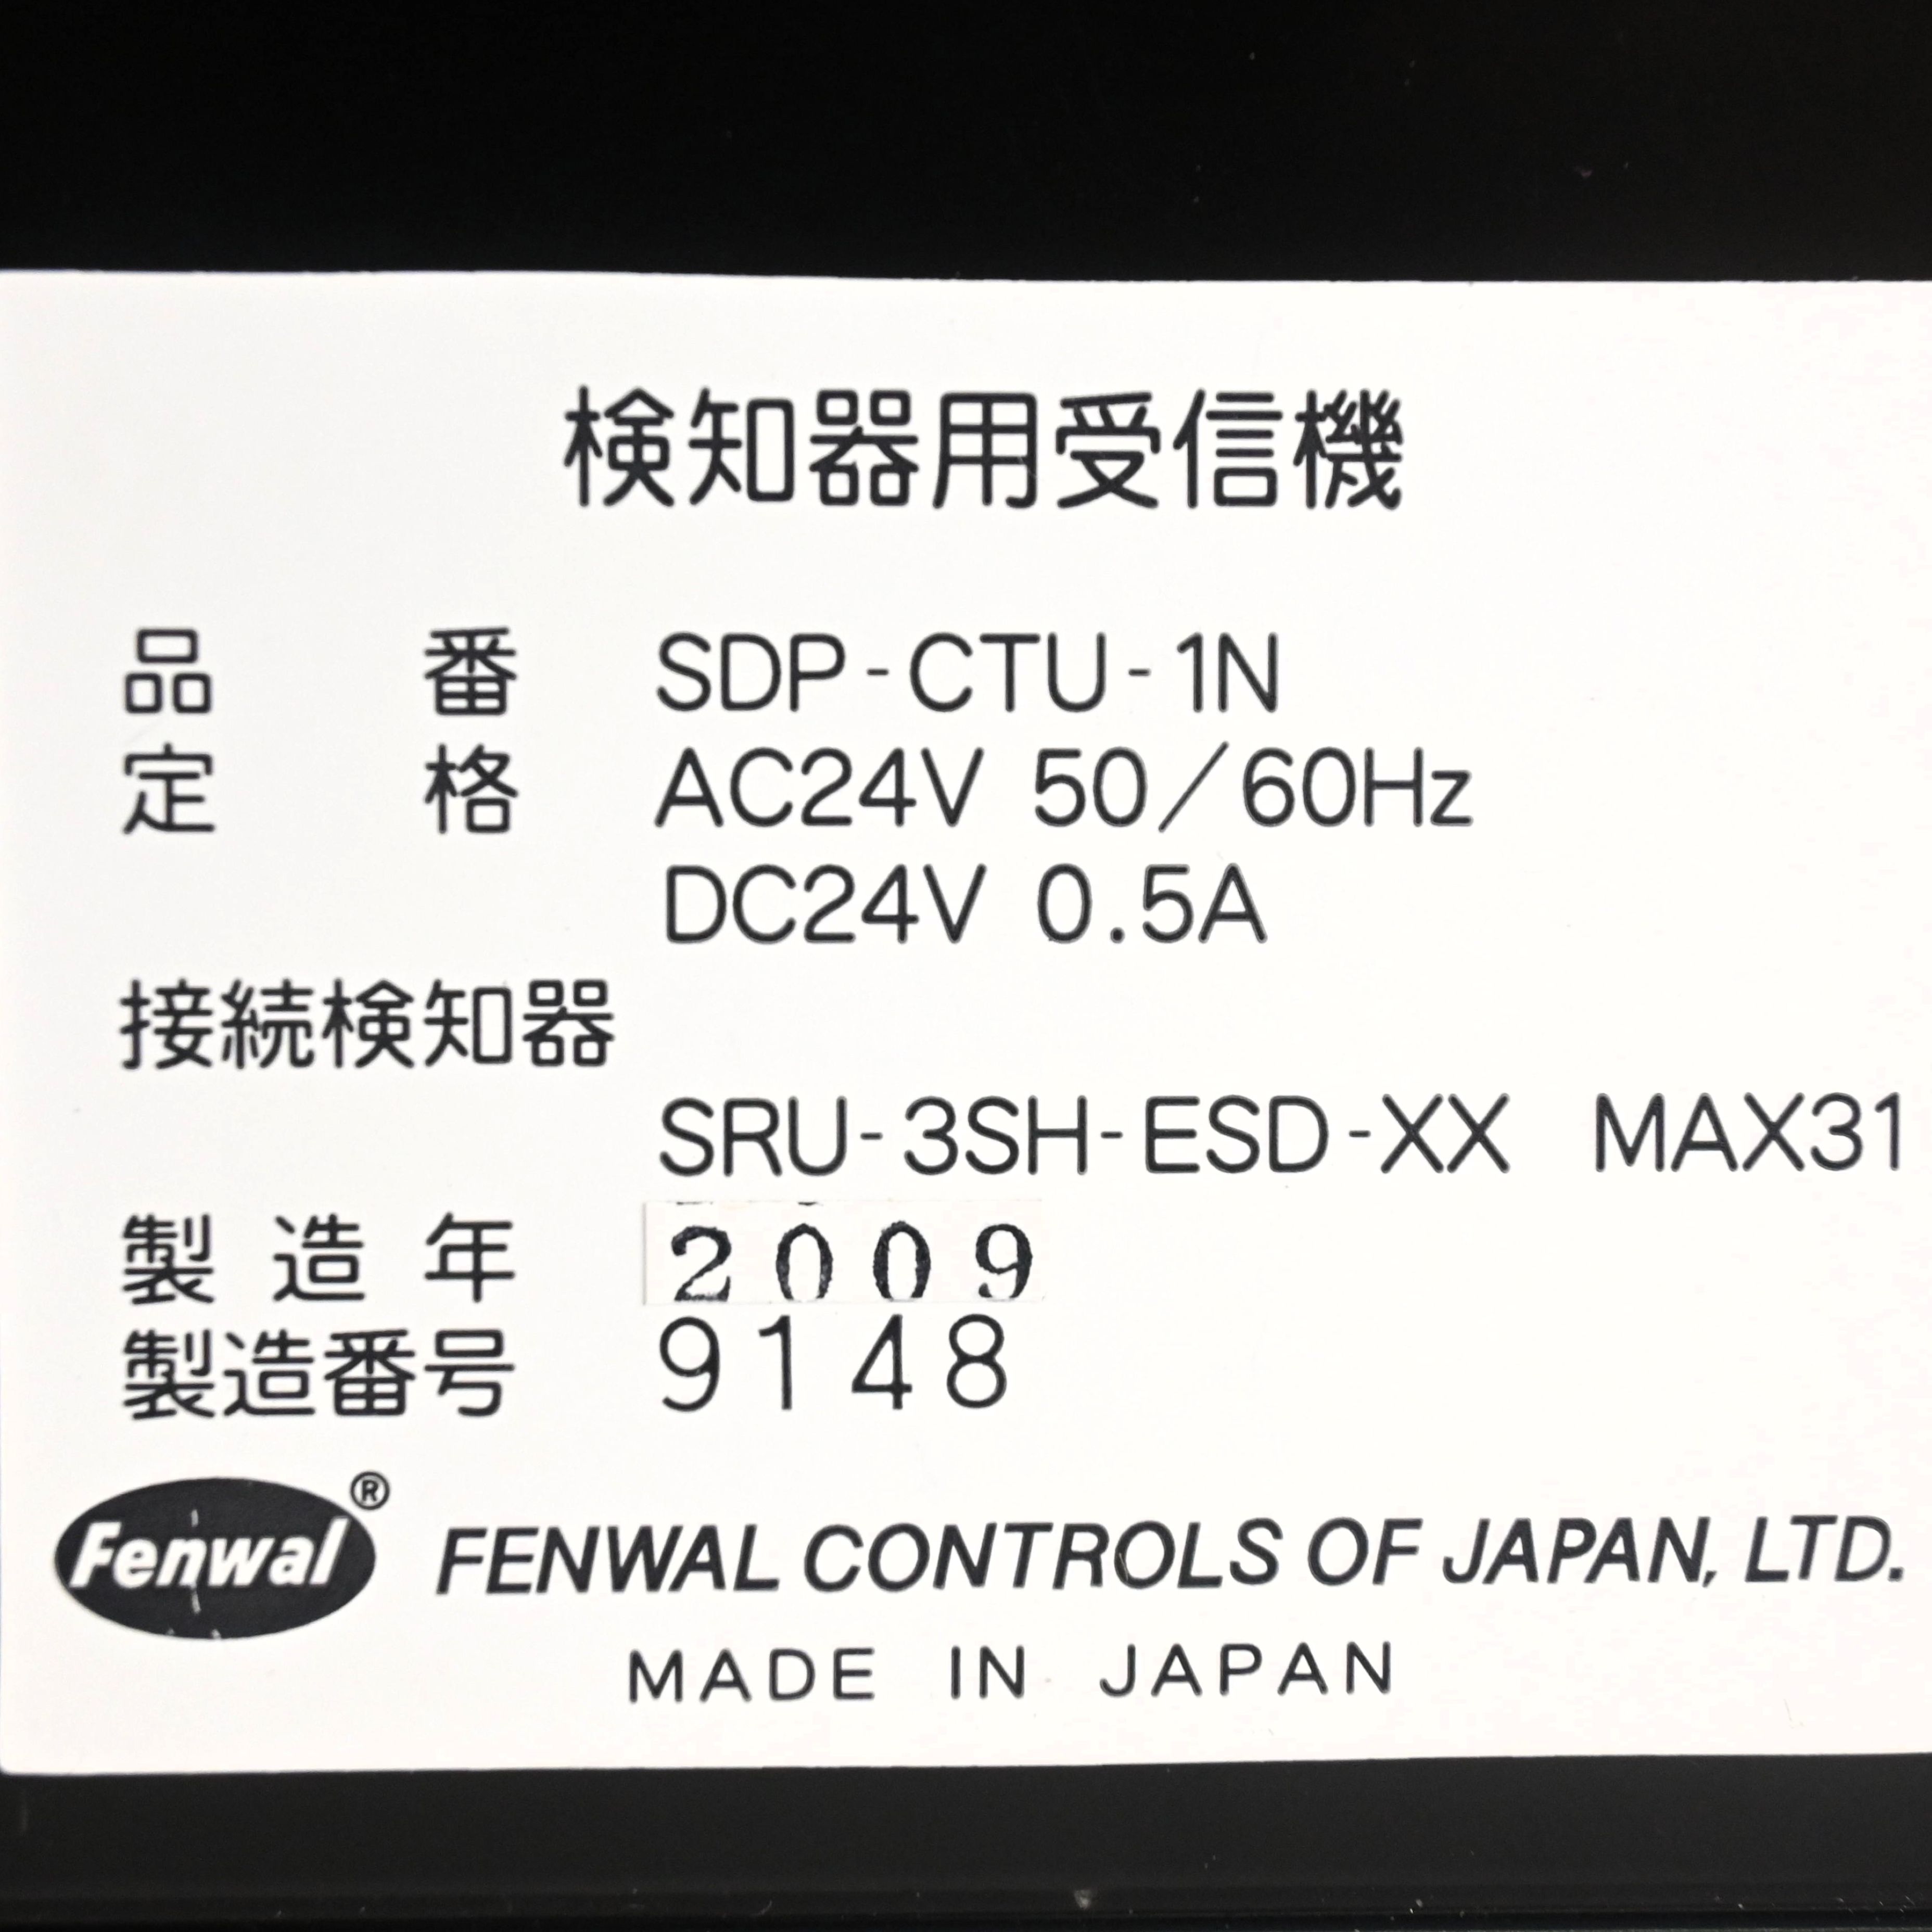 検知器用受信機
品番 SDP-CTU-1N
定格 AC24V 50/60Hz
DC24V 0.5A
接続検知器
SRU-3SH-ESD-XX MAX31
製造年 2009
製造番号 9148
Fenwal® FENWAL CONTROLS OF JAPAN, LTD.
MADE IN JAPAN